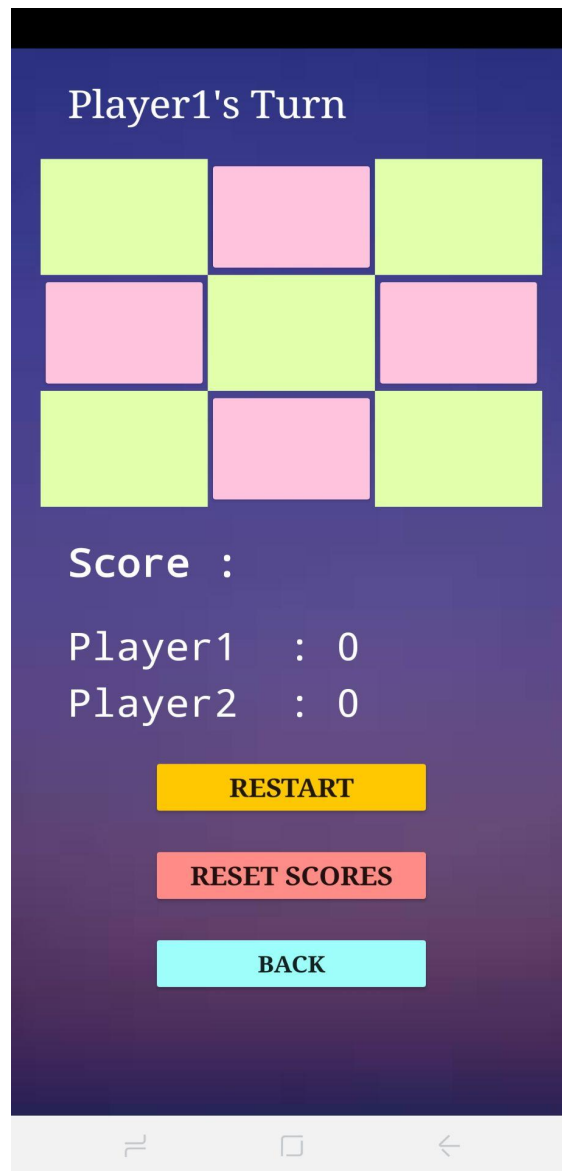 Player1's Turn
Score :
Player1 : 0
Player2 : 0
RESTART
RESET SCORES
BACK